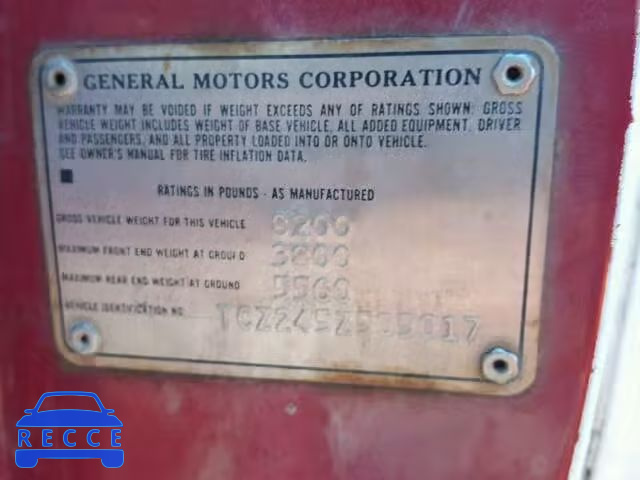 GENERAL MOTORS CORPORATION
WARRANTY MAY BE VOIDED IF WEIGHT EXCEEDS ANY OF RATINGS SHOWN: GROSS
VEHICLE WEIGHT INCLUDES WEIGHT OF BASE VEHICLE, ALL ADDED EQUIPMENT, DRIVER
AND PASSENGERS, AND ALL PROPERTY LOADED INTO OR ONTO VEHICLE.
SEE OWNER'S MANUAL FOR TIRE INFLATION DATA.
RATINGS IN POUNDS - AS MANUFACTURED
GROSS VEHICLE WEIGHT FOR THIS VEHICLE
MAXIMUM FRONT END WEIGHT AT GROUND 3200
MAXIMUM REAR END WEIGHT AT GROUND 5560
VEHICLE IDENTIFICATION NO.
RECCE